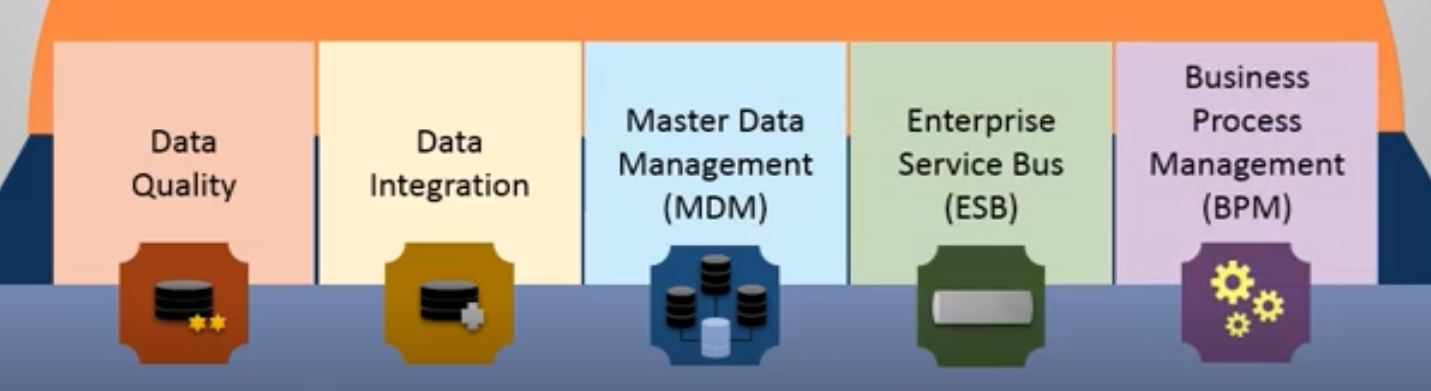 Data
Quality
Data
Integration
Master Data
Management
(MDM)
Enterprise
Service Bus
(ESB)
Business
Process
Management
(BPM)